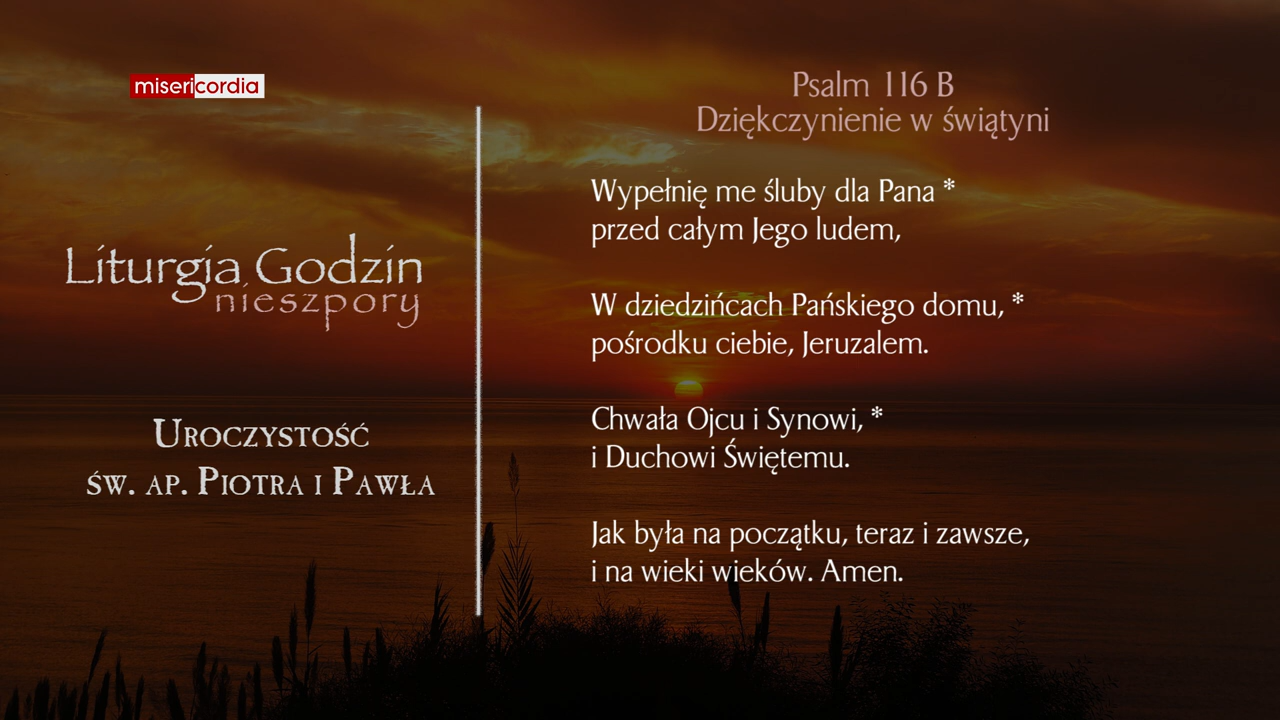 misericordia
Liturgia Godzin
nieszpory
Uroczystość
św. ap. Piotra i Pawła
Psalm 116 B
Dziękczynienie w świątyni
Wypełnię me śluby dla Pana *
przed całym Jego ludem,
W dziedzińcach Pańskiego domu, *
pośrodku ciebie, Jeruzalem.
Chwała Ojcu i Synowi, *
i Duchowi Świętemu.
Jak była na początku, teraz i zawsze,
i na wieki wieków. Amen.